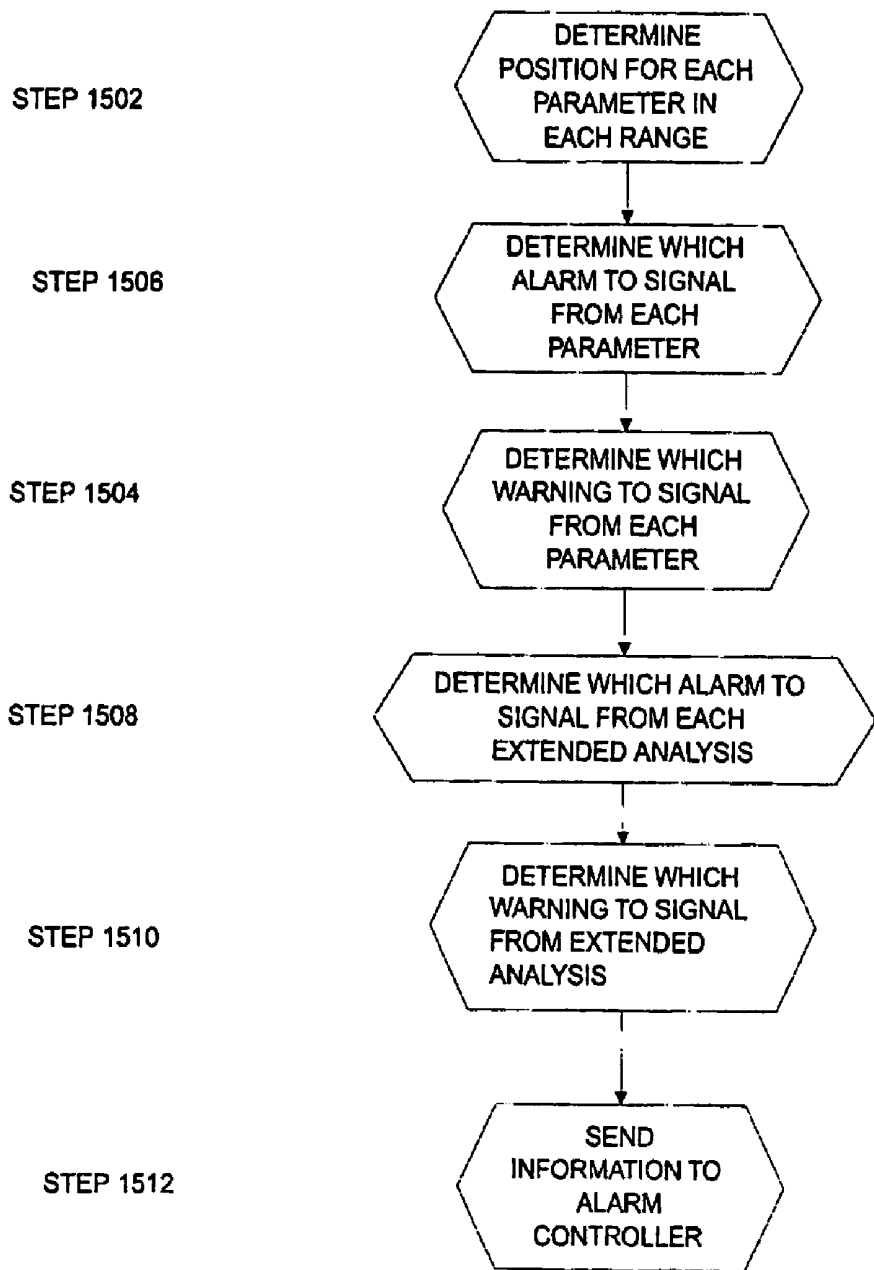 STEP 1502
DETERMINE
POSITION FOR EACH
PARAMETER IN
EACH RANGE
STEP 1506
DETERMINE WHICH
ALARM TO SIGNAL
FROM EACH
PARAMETER
STEP 1504
DETERMINE WHICH
WARNING TO SIGNAL
FROM EACH
PARAMETER
STEP 1508
DETERMINE WHICH ALARM TO
SIGNAL FROM EACH
EXTENDED ANALYSIS
STEP 1510
DETERMINE WHICH
WARNING TO SIGNAL
FROM EXTENDED
ANALYSIS
STEP 1512
SEND
INFORMATION TO
ALARM
CONTROLLER